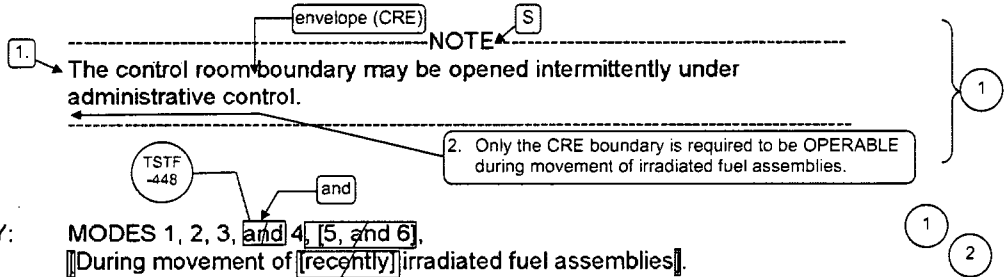 envelope (CRE)
S
NOTE
1.
The control room boundary may be opened intermittently under
administrative control.
1
2. Only the CRE boundary is required to be OPERABLE
during movement of irradiated fuel assemblies.
TSTF
-448
and
Y: MODES 1, 2, 3, and 4, [5, and 6],
[During movement of [recently] irradiated fuel assemblies].
1
2